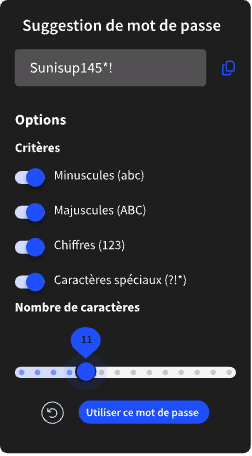 Suggestion de mot de passe
Sunisup145*!
Options
Critères
Minuscules (abc)
Majuscules (ABC)
Chiffres (123)
Caractères spéciaux (?!*)
Nombre de caractères
11
Utiliser ce mot de passe